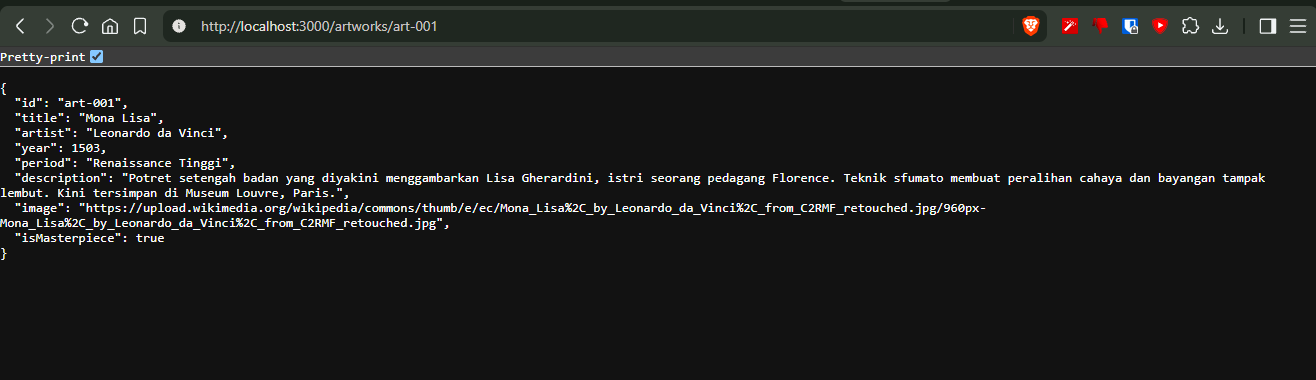 http://localhost:3000/artworks/art-001
Pretty-print
{
  "id": "art-001",
  "title": "Mona Lisa",
  "artist": "Leonardo da Vinci",
  "year": 1503,
  "period": "Renaissance Tinggi",
  "description": "Potret setengah badan yang diyakini menggambarkan Lisa Gherardini, istri seorang pedagang Florence. Teknik sfumato membuat peralihan cahaya dan bayangan tampak
lembut. Kini tersimpan di Museum Louvre, Paris.",
  "image": "https://upload.wikimedia.org/wikipedia/commons/thumb/e/ec/Mona_Lisa%2C_by_Leonardo_da_Vinci%2C_from_C2RMF_retouched.jpg/960px-
Mona_Lisa%2C_by_Leonardo_da_Vinci%2C_from_C2RMF_retouched.jpg",
  "isMasterpiece": true
}